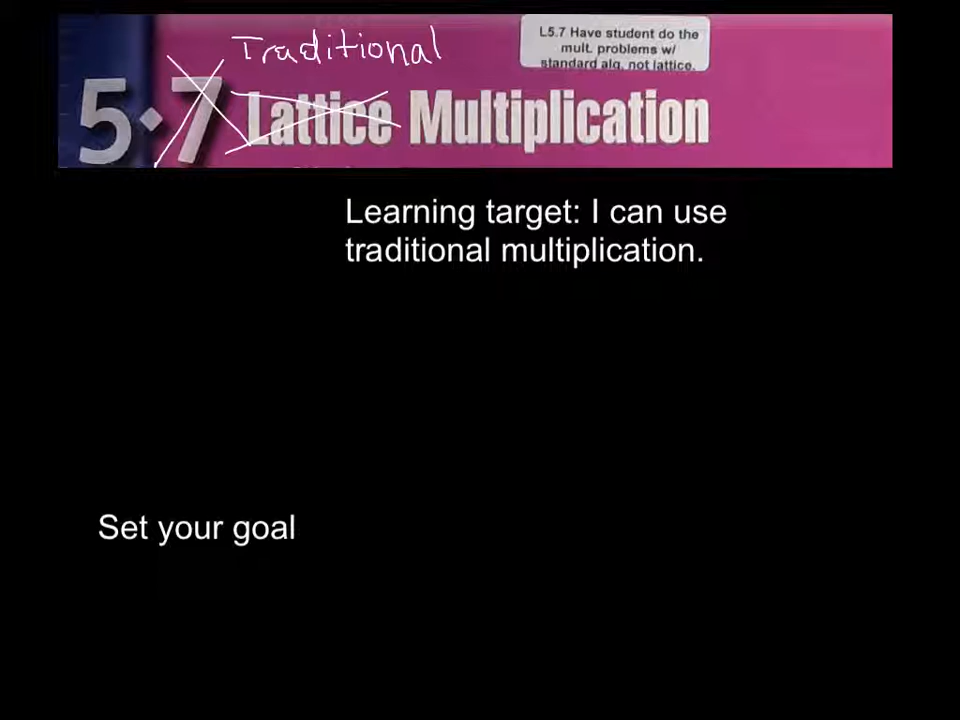 Traditional
L5.7 Have student do the
mult. problems w/
standard alg, not lattice.
5·7 Lattice Multiplication
Learning target: I can use
traditional multiplication.
Set your goal